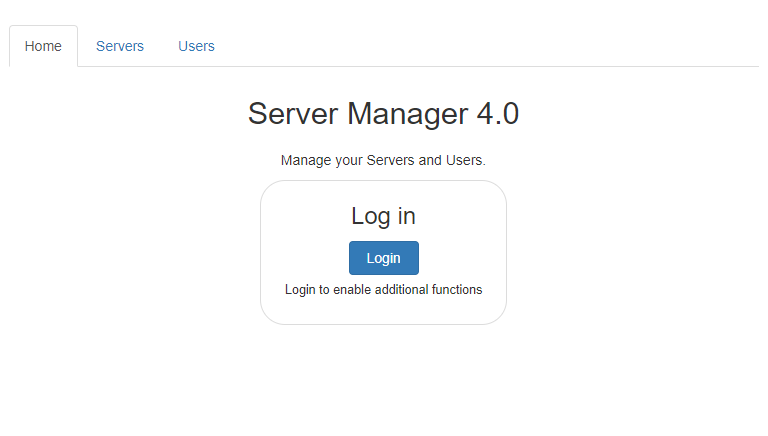 Home Servers Users
Server Manager 4.0
Manage your Servers and Users.
Log in
Login
Login to enable additional functions